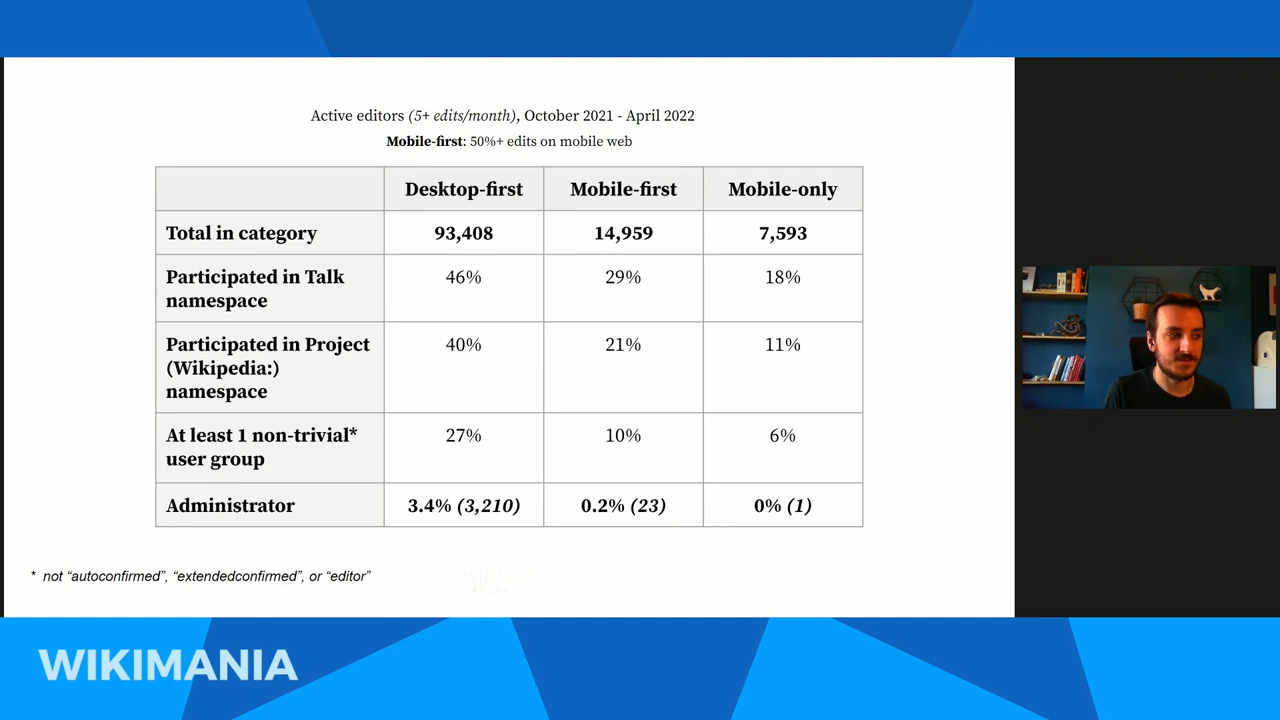 Active editors (5+ edits/month), October 2021 - April 2022
Mobile-first: 50%+ edits on mobile web
Desktop-first Mobile-first Mobile-only
Total in category 93,408 14,959 7,593
Participated in Talk 46% 29% 18%
namespace
Participated in Project 40% 21% 11%
(Wikipedia:)
namespace
At least 1 non-trivial* 27% 10% 6%
user group
Administrator 3.4% (3,210) 0.2% (23) 0% (1)
* not “autoconfirmed”, “extendedconfirmed”, or “editor”
WIKIMANIA